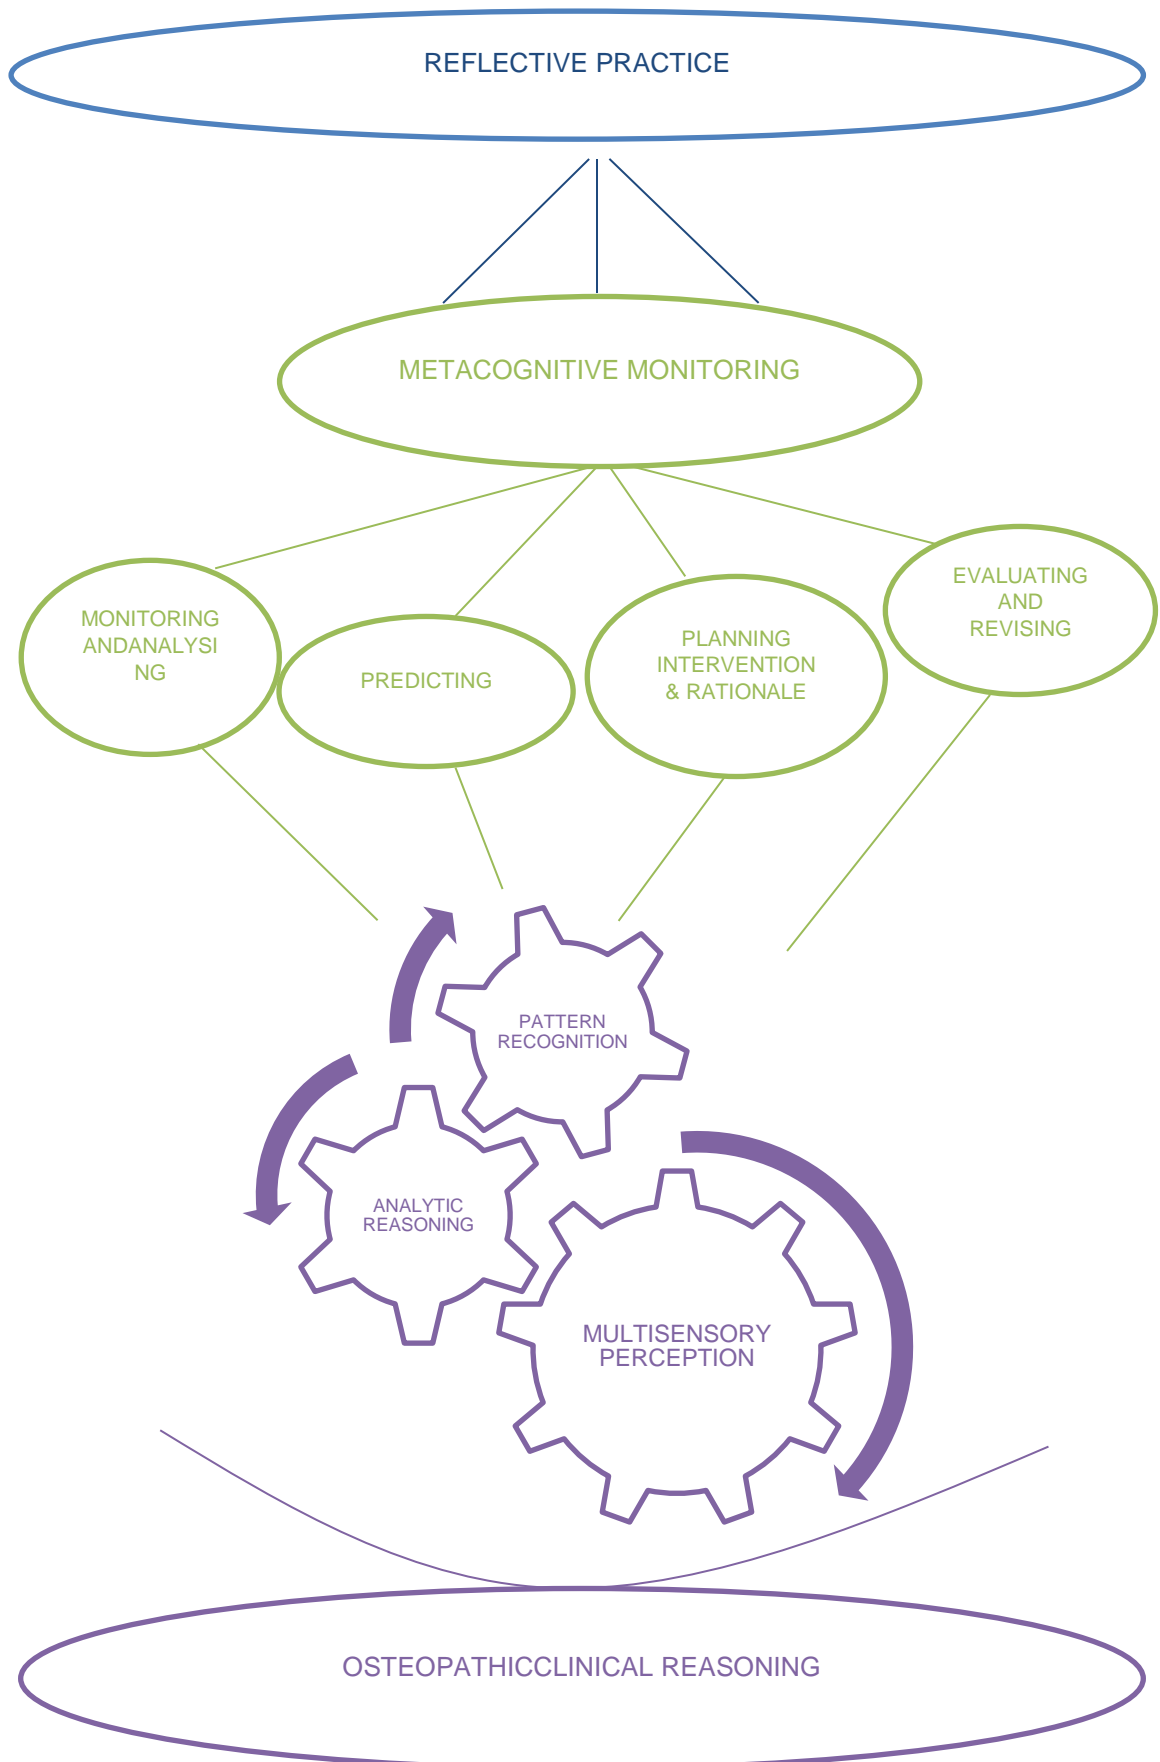 REFLECTIVE PRACTICE
METACOGNITIVE MONITORING
MONITORING
ANDANALYSI
NG
PREDICTING
PLANNING
INTERVENTION
& RATIONALE
EVALUATING
AND
REVISING
PATTERN
RECOGNITION
ANALYTIC
REASONING
MULTISENSORY
PERCEPTION
OSTEOPATHICCLINICAL REASONING